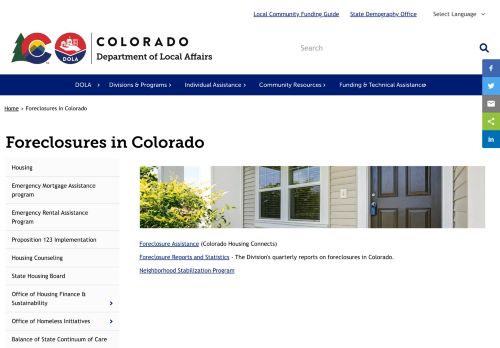 Local Community Funding Guide State Demography Office Select Language
COLORADO
Department of Local Affairs
DOLA
Search
DOLA Divisions & Programs Individual Assistance Community Resources Funding & Technical Assistance
Home » Foreclosures In Colorado
Foreclosures in Colorado
Housing
Emergency Mortgage Assistance
program
Emergency Rental Assistance
Program
Proposition 123 Implementation
Housing Counseling
State Housing Board
Office of Housing Finance &
Sustainability
Office of Homeless Initiatives
Balance of State Continuum of Care
Foreclosure Assistance (Colorado Housing Connects)
Foreclosure Reports and Statistics - The Division's quarterly reports on foreclosures in Colorado.
Neighborhood Stabilization Program